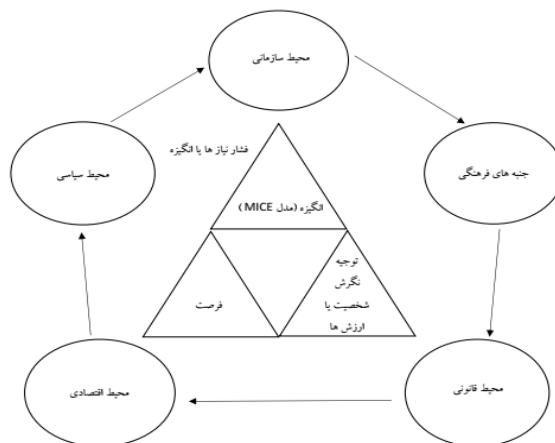 محیط سازمانی
فشار نیاز ها یا انگیزه
جنبه های فرهنگی
محیط سیاسی
انگیزه (مدل MICE)
توجیه
نگرش
شخصیت یا
ارزش ها
فرصت
محیط قانونی
محیط اقتصادی